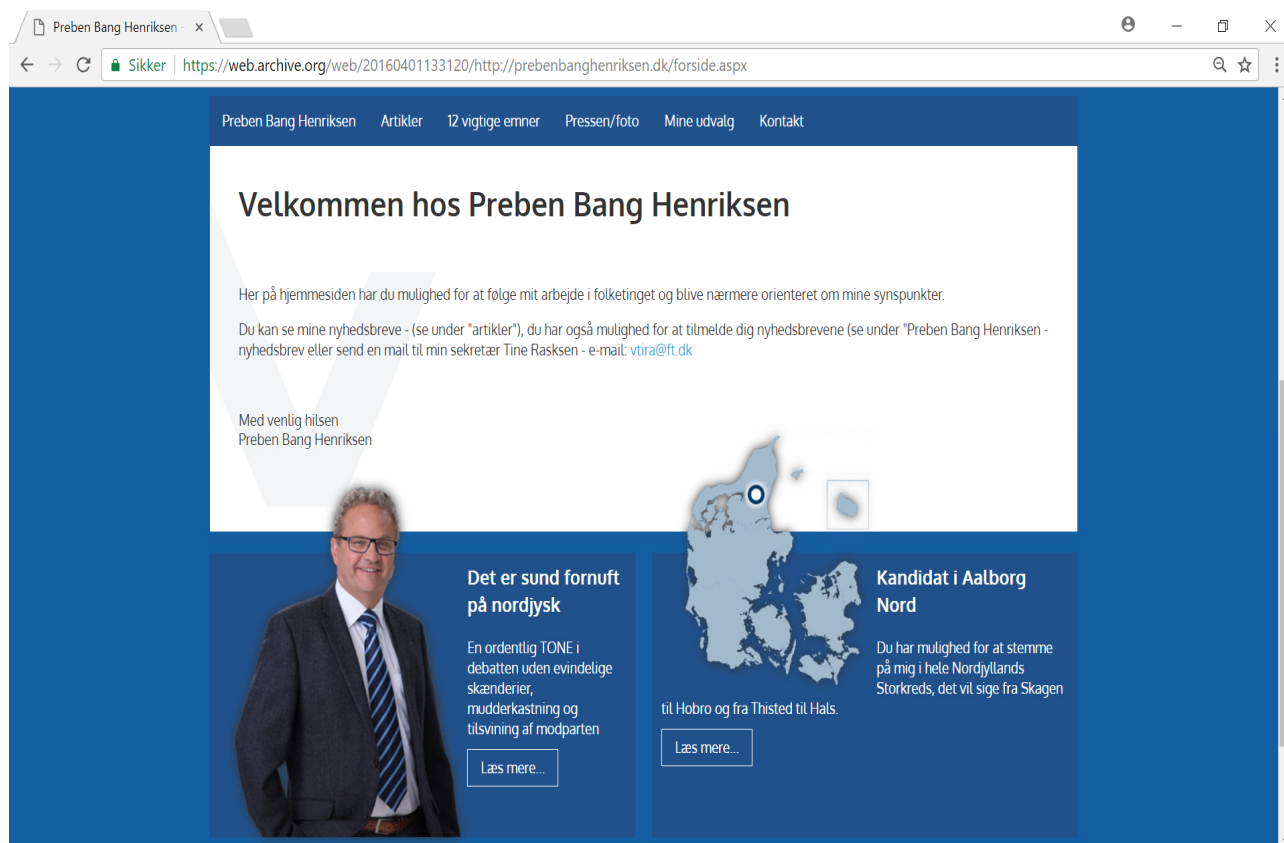 Preben Bang Henriksen -
Sikker https://web.archive.org/web/20160401133120/http://prebenbanghenriksen.dk/forside.aspx
Preben Bang Henriksen Artikler 12 vigtige emner Pressen/foto Mine udvalg Kontakt
Velkommen hos Preben Bang Henriksen
Her på hjemmesiden har du mulighed for at følge mit arbejde i folketinget og blive nærmere orienteret om mine synspunkter.
Du kan se mine nyhedsbreve - (se under "artikler"), du har også mulighed for at tilmelde dig nyhedsbrevene (se under "Preben Bang Henriksen -
nyhedsbrev eller send en mail til min sekretær Tine Rasksen - e-mail: vtira@ft.dk
Med venlig hilsen
Preben Bang Henriksen
Det er sund fornuft
på nordjysk
En ordentlig TONE i
debatten uden evindelige
skænderier,
mudderkastning og
tilsvining af modparten
Læs mere...
Kandidat i Aalborg
Nord
Du har mulighed for at stemme
på mig i hele Nordjyllands
Storkreds, det vil sige fra Skagen
til Hobro og fra Thisted til Hals.
Læs mere...